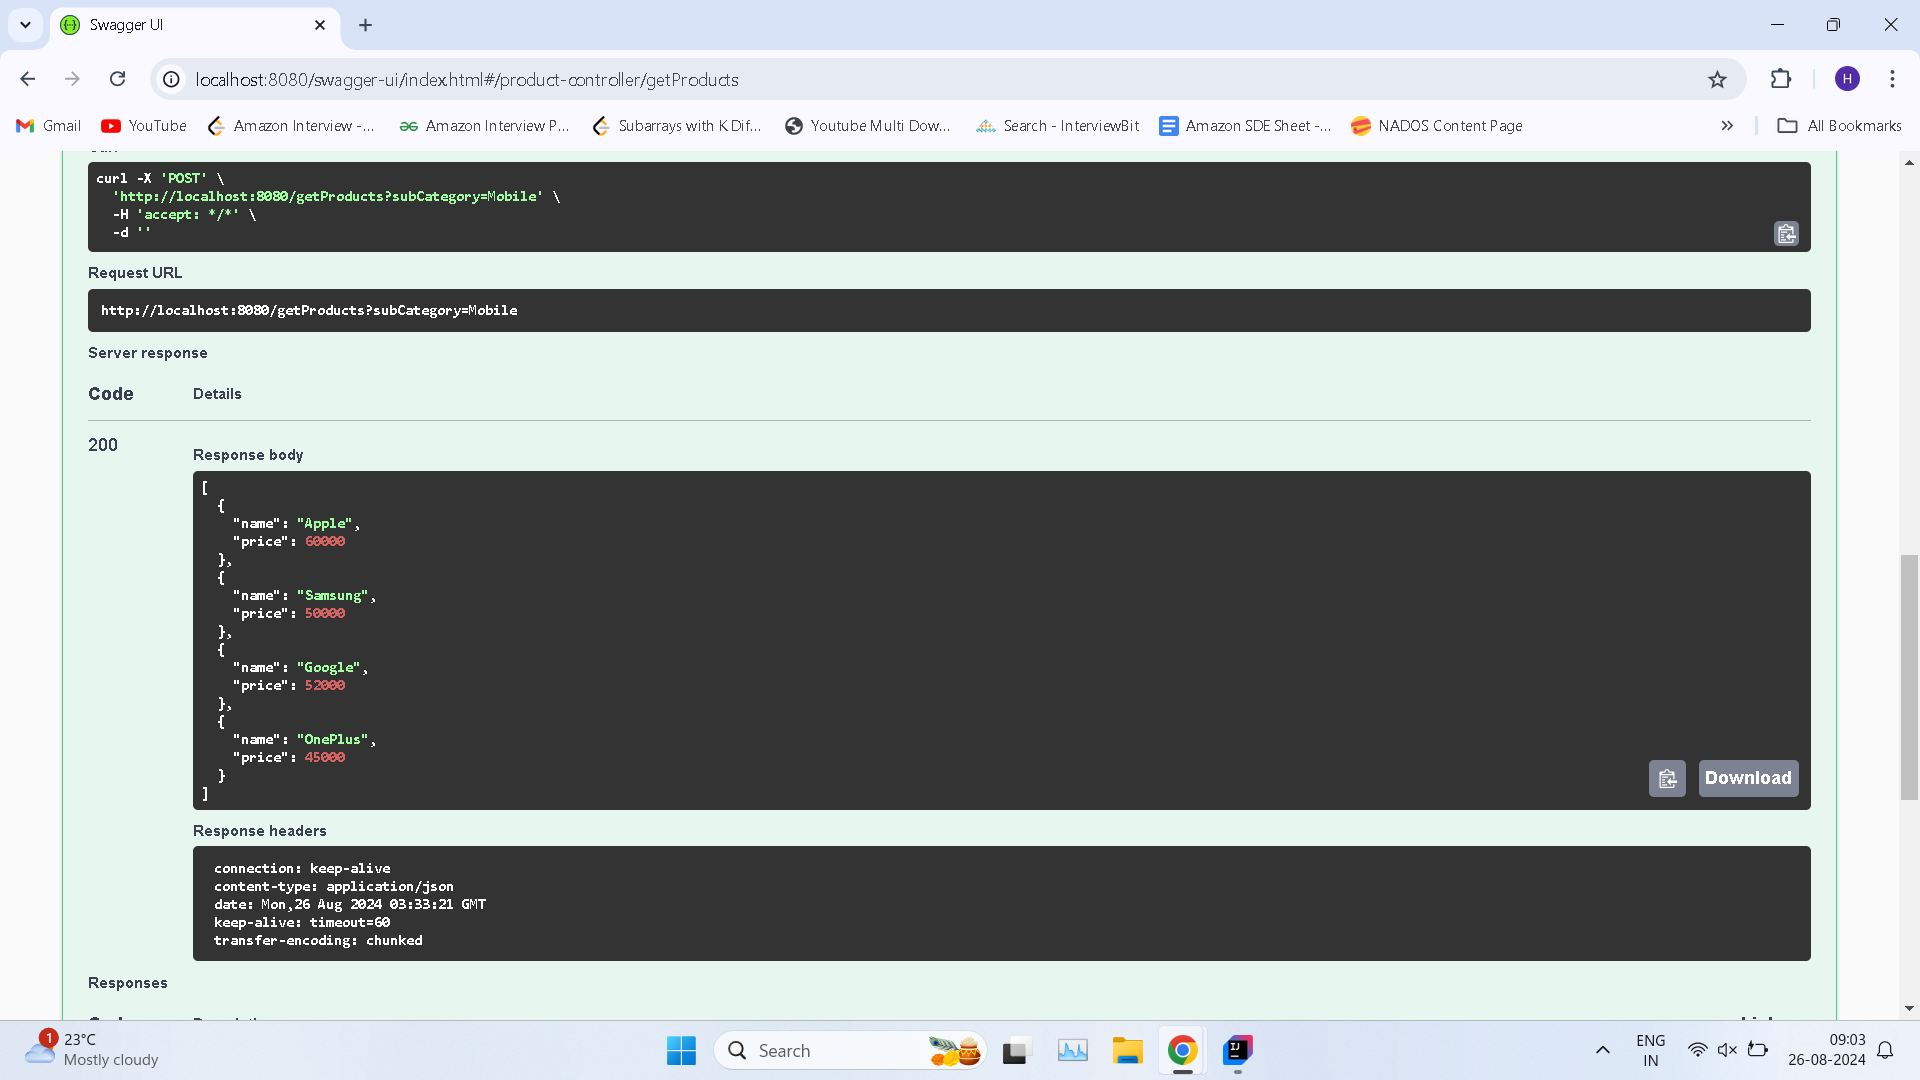 Swagger UI
localhost:8080/swagger-ui/index.html#/product-controller/getProducts
H
Gmail
YouTube
Amazon Interview -...
Amazon Interview P...
Subarrays with K Dif...
Youtube Multi Dow...
Search - InterviewBit
Amazon SDE Sheet -...
NADOS Content Page
All Bookmarks
curl -X 'POST' \
'http://localhost:8080/getProducts?subCategory=Mobile' \
-H 'accept: */*' \
-d ''
Request URL
http://localhost:8080/getProducts?subCategory=Mobile
Server response
Code Details
200
Response body
[
{
"name": "Apple",
"price": 60000
},
{
"name": "Samsung",
"price": 50000
},
{
"name": "Google",
"price": 52000
},
{
"name": "OnePlus",
"price": 45000
}
]
Download
Response headers
connection: keep-alive
content-type: application/json
date: Mon,26 Aug 2024 03:33:21 GMT
keep-alive: timeout=60
transfer-encoding: chunked
Responses
1
23°C
Mostly cloudy
Search
ENG
IN
09:03
26-08-2024